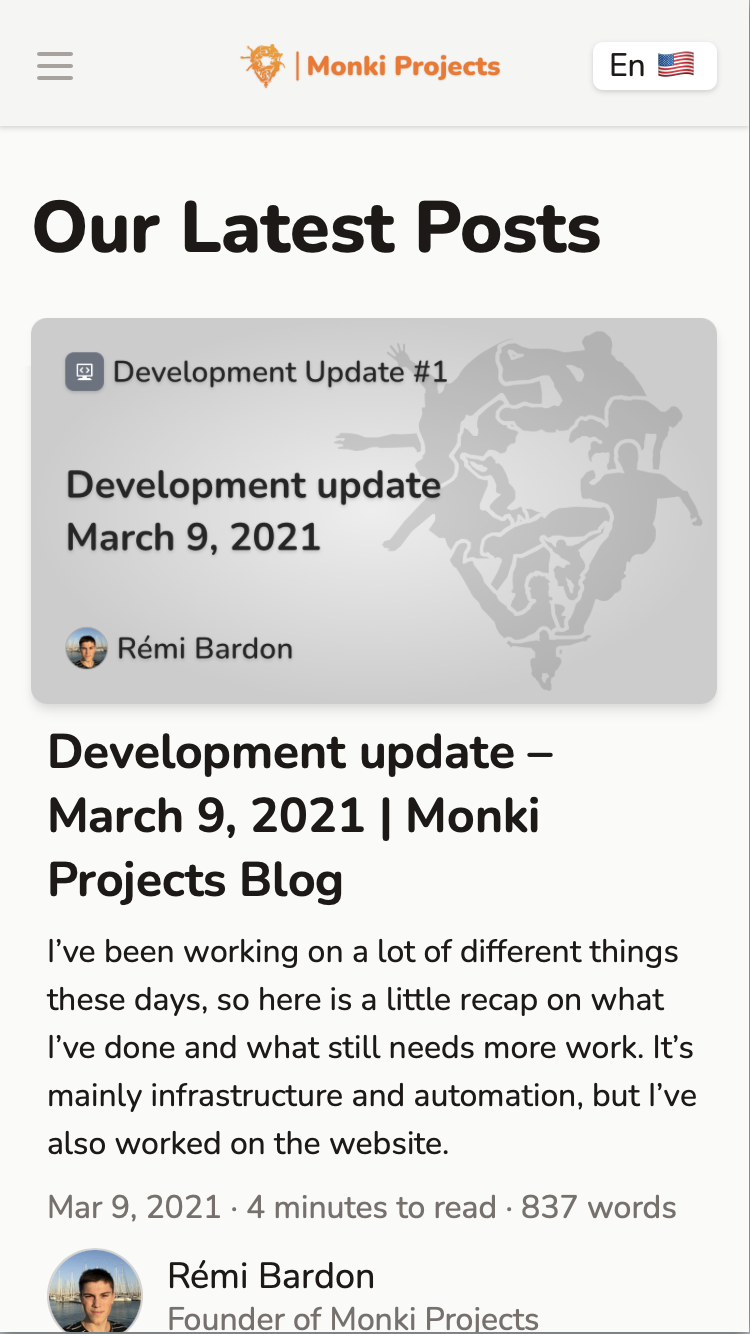 | Monki Projects
En 🇺🇸
Our Latest Posts
Development Update #1
Development update
March 9, 2021
Rémi Bardon
Development update –
March 9, 2021 | Monki
Projects Blog
I’ve been working on a lot of different things
these days, so here is a little recap on what
I’ve done and what still needs more work. It’s
mainly infrastructure and automation, but I’ve
also worked on the website.
Mar 9, 2021 · 4 minutes to read · 837 words
Rémi Bardon
Founder of Monki Projects